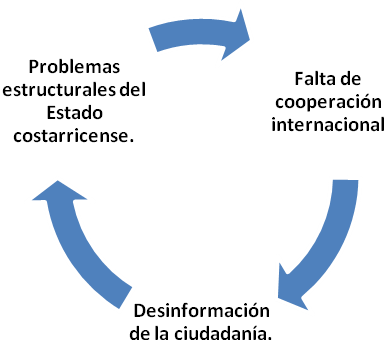 Problemas
estructurales del
Estado
costarricense.
Falta de
cooperación
internacional
Desinformación
de la ciudadanía.